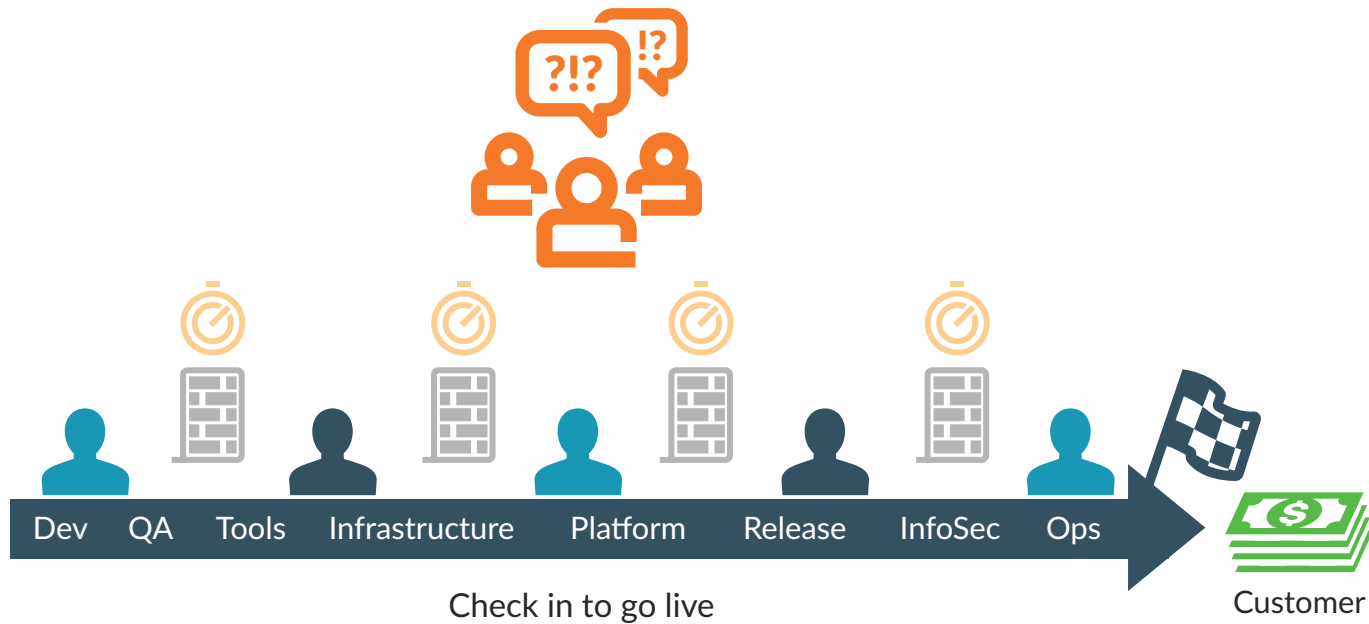 !?
?!?
Dev QA Tools Infrastructure Platform Release InfoSec Ops
$
Check in to go live
Customer